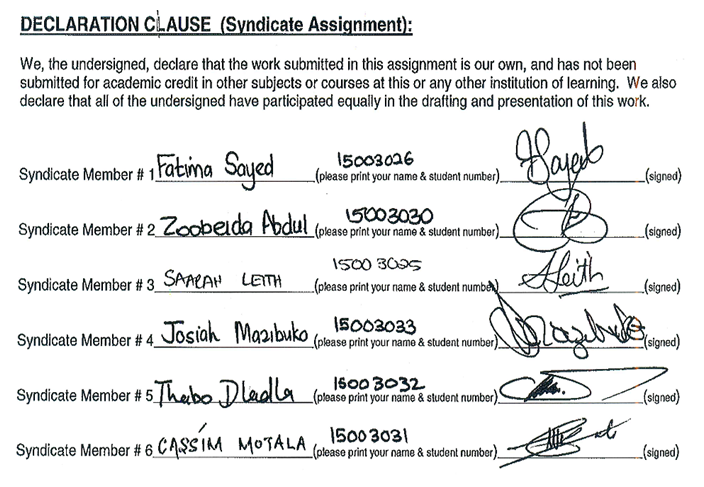 DECLARATION CLAUSE (Syndicate Assignment):
We, the undersigned, declare that the work submitted in this assignment is our own, and has not been
submitted for academic credit in other subjects or courses at this or any other institution of learning. We also
declare that all of the undersigned have participated equally in the drafting and presentation of this work.
15003026
Syndicate Member # 1 Fatima Sayed (please print your name & student number) FSayed (signed)
15003030
Syndicate Member # 2 Zoobeida Abdul (please print your name & student number) (signed)
15003025
Syndicate Member # 3 SAARAH LEITH (please print your name & student number) SLeith (signed)
15003033
Syndicate Member # 4 Josiah Mazibuko (please print your name & student number) Mazibuko (signed)
15003032
Syndicate Member # 5 Thabo Dladla (please print your name & student number) (signed)
15003031
Syndicate Member # 6 CASSIM MOTALA (please print your name & student number) (signed)